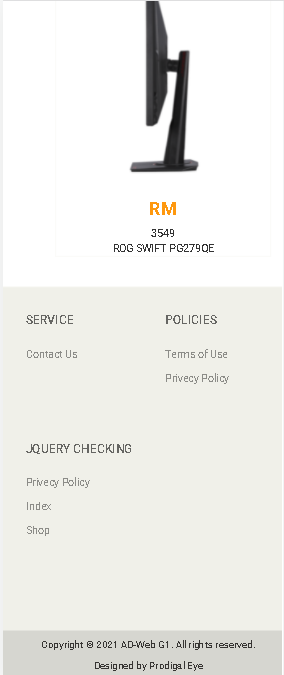 RM
3549
ROG SWIFT PG279QE
SERVICE
Contact Us
POLICIES
Terms of Use
Privecy Policy
JQUERY CHECKING
Privecy Policy
Index
Shop
Copyright © 2021 AD-Web G1. All rights reserved.
Designed by Prodigal Eye